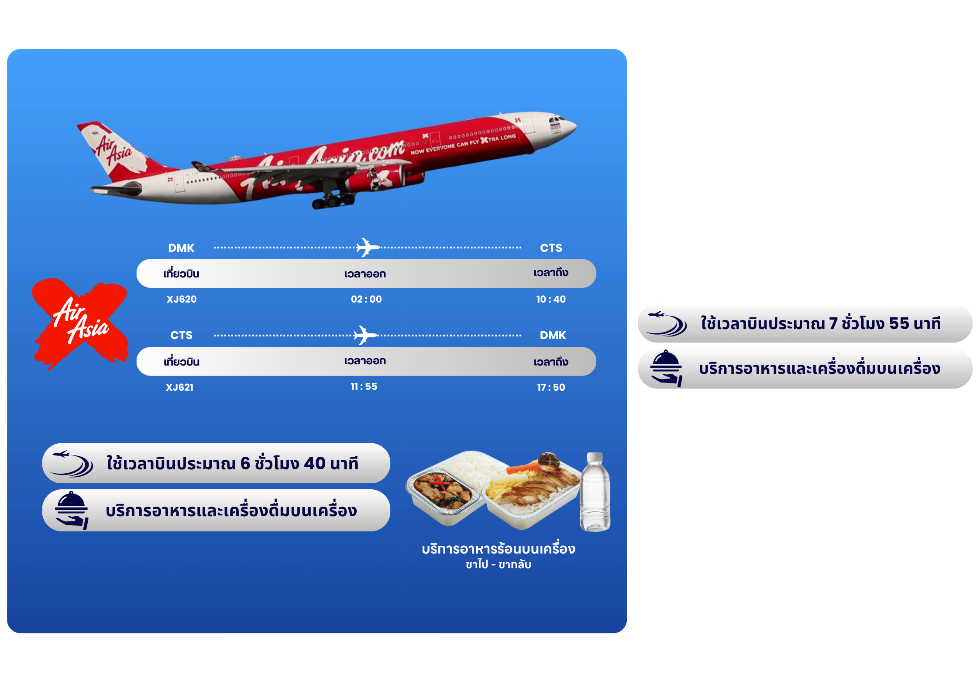 Air
Asia
AirAsia.com
NOW EVERYONE CAN FLY XTRA LONG
DMK CTS
เที่ยวบิน เวลาออก เวลาถึง
XJ620 02 : 00 10 : 40
Air
Asia
CTS DMK
เที่ยวบิน เวลาออก เวลาถึง
XJ621 11 : 55 17 : 50
ใช้เวลาบินประมาณ 6 ชั่วโมง 40 นาที
บริการอาหารและเครื่องดื่มบนเครื่อง
บริการอาหารร้อนบนเครื่อง
ขาไป - ขากลับ
ใช้เวลาบินประมาณ 7 ชั่วโมง 55 นาที
บริการอาหารและเครื่องดื่มบนเครื่อง